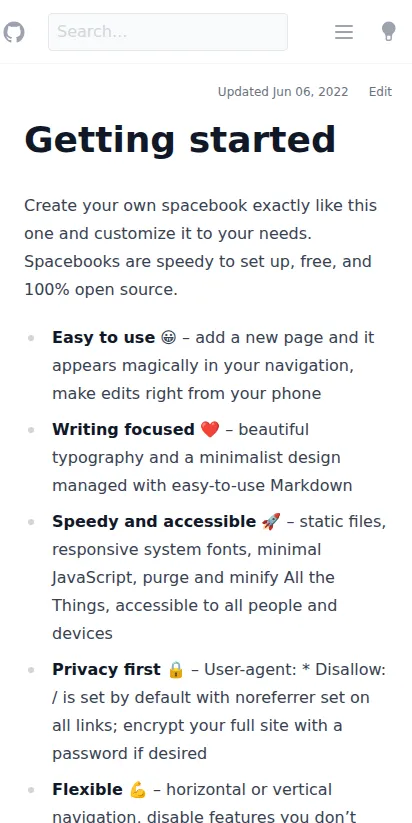 Search...
Updated Jun 06, 2022 Edit
Getting started
Create your own spacebook exactly like this
one and customize it to your needs.
Spacebooks are speedy to set up, free, and
100% open source.
Easy to use 😀 – add a new page and it
appears magically in your navigation,
make edits right from your phone
Writing focused ❤️ – beautiful
typography and a minimalist design
managed with easy-to-use Markdown
Speedy and accessible 🚀 – static files,
responsive system fonts, minimal
JavaScript, purge and minify All the
Things, accessible to all people and
devices
Privacy first 🔒 – User-agent: * Disallow:
/ is set by default with noreferrer set on
all links; encrypt your full site with a
password if desired
Flexible 💪 – horizontal or vertical
navigation, disable features you don’t